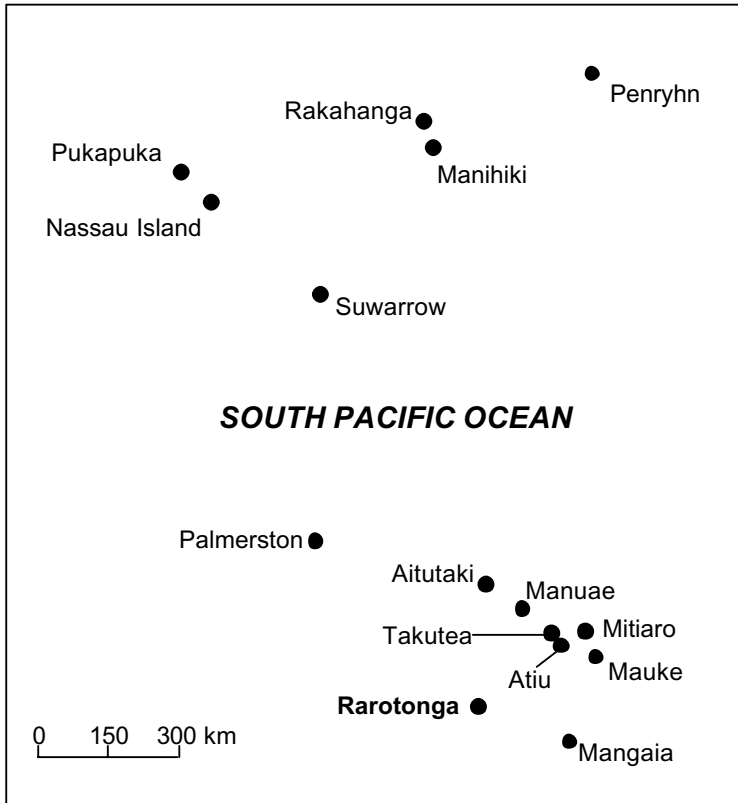 Penryhn
Rakahanga
Manihiki
Pukapuka
Nassau Island
Suwarrow
SOUTH PACIFIC OCEAN
Palmerston
Aitutaki
Manuae
Takutea
Mitiaro
Atiu
Mauke
Rarotonga
0 150 300 km
Mangaia